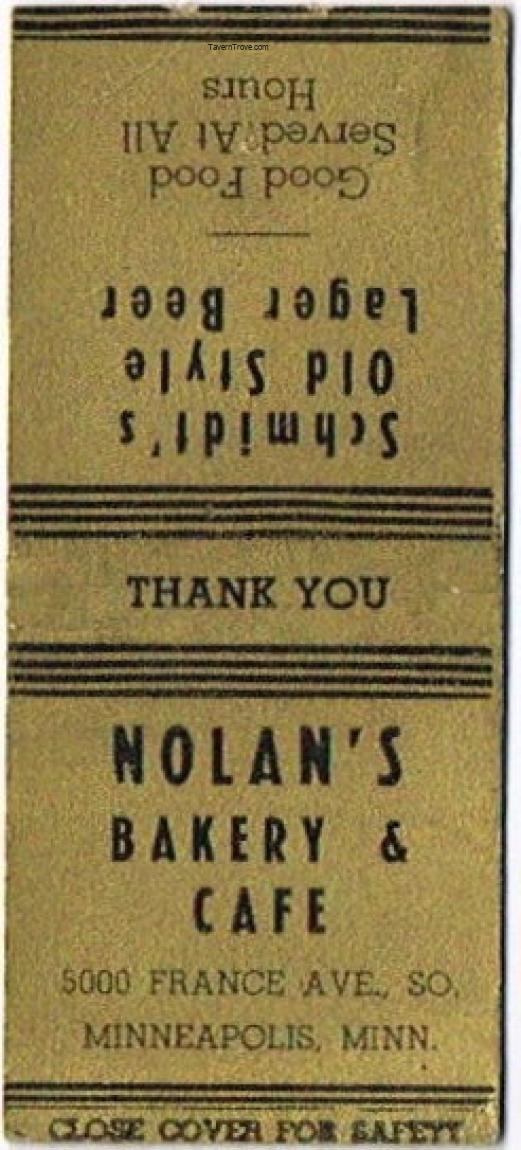 TavernTrove.com
Schmidt's
Old Style
Lager Beer
Good Food
Served At All
Hours
THANK YOU
NOLAN'S
BAKERY &
CAFE
5000 FRANCE AVE., SO,
MINNEAPOLIS, MINN.
CLOSE COVER FOR SAFETY